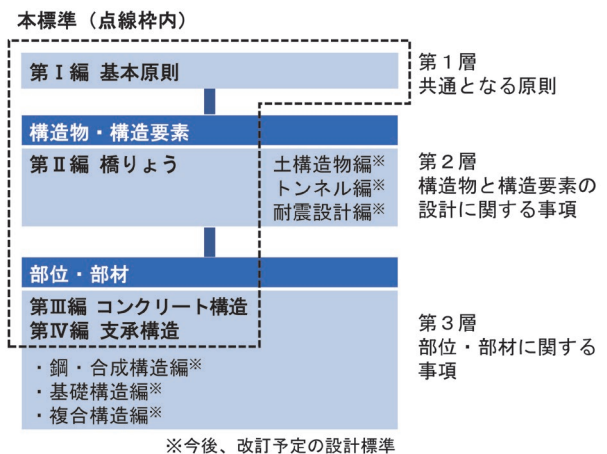 本標準（点線枠内）
第Ⅰ編 基本原則
第１層
共通となる原則
構造物・構造要素
第Ⅱ編 橋りょう
土構造物編※
トンネル編※
耐震設計編※
第２層
構造物と構造要素の
設計に関する事項
部位・部材
第Ⅲ編 コンクリート構造
第Ⅳ編 支承構造
・鋼・合成構造編※
・基礎構造編※
・複合構造編※
第３層
部位・部材に関する
事項
※今後、改訂予定の設計標準